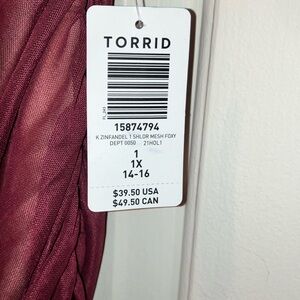 TORRID
15874794
K ZINFANDEL 1 SHLDR MESH FOXY
DEPT 0050 21HOL1
1
1X
14-16
$39.50 USA
$49.50 CAN